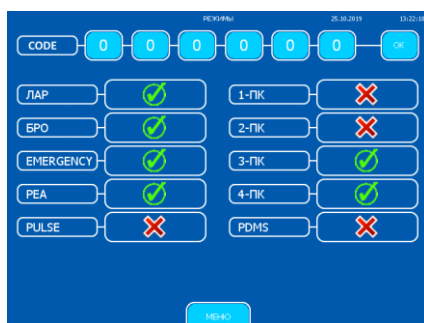 РЕЖИМЫ 25.10.2019 13:22:18
CODE 0 0 0 0 0 0 OK
ЛАР 1-ПК
БРО 2-ПК
EMERGENCY 3-ПК
РЕА 4-ПК
PULSE PDMS
МЕНЮ